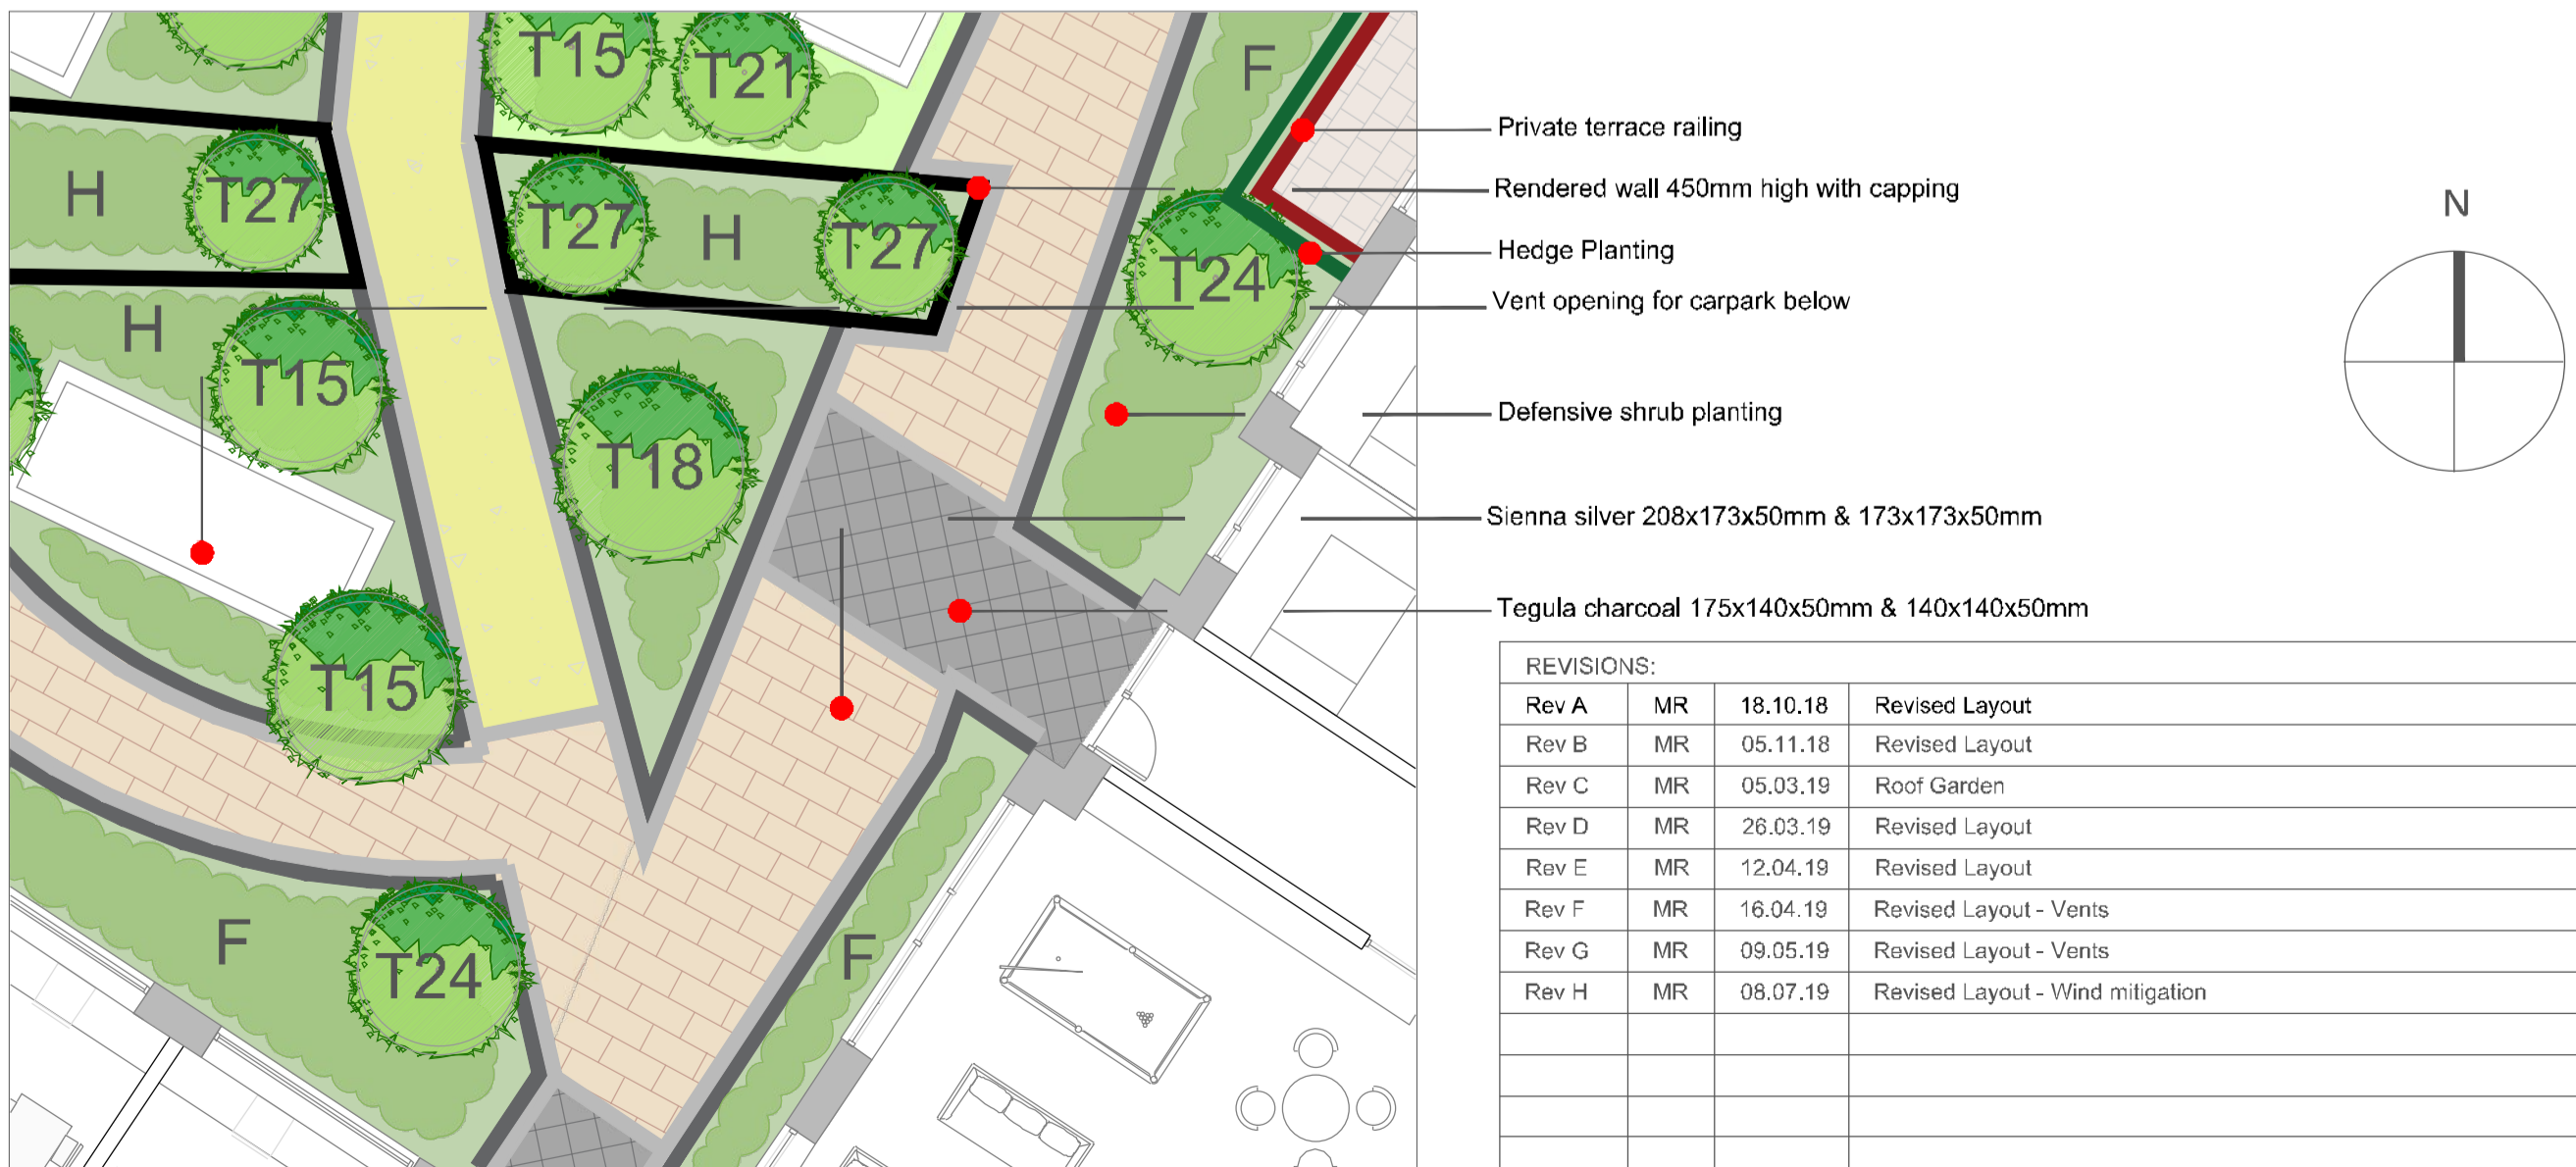 T15
T21
F
Private terrace railing
H
T27
T27
H
T27
Rendered wall 450mm high with capping
N
Hedge Planting
T24
Vent opening for carpark below
H
T15
T18
Defensive shrub planting
Sienna silver 208x173x50mm & 173x173x50mm
Tegula charcoal 175x140x50mm & 140x140x50mm
T15
F
T24
F
REVISIONS:
Rev A MR 18.10.18 Revised Layout
Rev B MR 05.11.18 Revised Layout
Rev C MR 05.03.19 Roof Garden
Rev D MR 26.03.19 Revised Layout
Rev E MR 12.04.19 Revised Layout
Rev F MR 16.04.19 Revised Layout - Vents
Rev G MR 09.05.19 Revised Layout - Vents
Rev H MR 08.07.19 Revised Layout - Wind mitigation